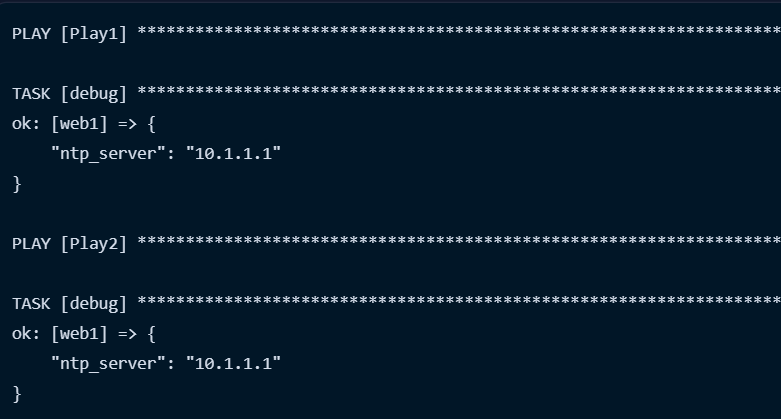 PLAY [Play1] *******************************************************************
TASK [debug] *******************************************************************
ok: [web1] => {
    "ntp_server": "10.1.1.1"
}
PLAY [Play2] *******************************************************************
TASK [debug] *******************************************************************
ok: [web1] => {
    "ntp_server": "10.1.1.1"
}